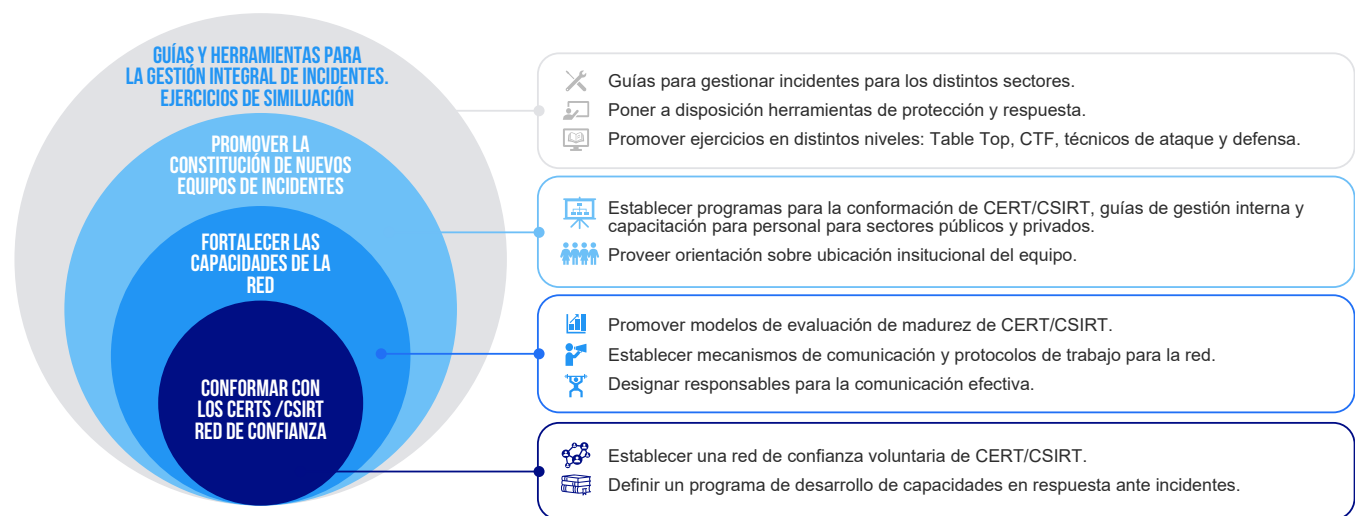 GUÍAS Y HERRAMIENTAS PARA
LA GESTIÓN INTEGRAL DE INCIDENTES.
EJERCICIOS DE SIMILUACIÓN
Guías para gestionar incidentes para los distintos sectores.
Poner a disposición herramientas de protección y respuesta.
Promover ejercicios en distintos niveles: Table Top, CTF, técnicos de ataque y defensa.
PROMOVER LA
CONSTITUCIÓN DE NUEVOS
EQUIPOS DE INCIDENTES
Establecer programas para la conformación de CERT/CSIRT, guías de gestión interna y
capacitación para personal para sectores públicos y privados.
Proveer orientación sobre ubicación insitucional del equipo.
FORTALECER LAS
CAPACIDADES DE LA
RED
Promover modelos de evaluación de madurez de CERT/CSIRT.
Establecer mecanismos de comunicación y protocolos de trabajo para la red.
Designar responsables para la comunicación efectiva.
CONFORMAR CON
LOS CERTS /CSIRT
RED DE CONFIANZA
Establecer una red de confianza voluntaria de CERT/CSIRT.
Definir un programa de desarrollo de capacidades en respuesta ante incidentes.